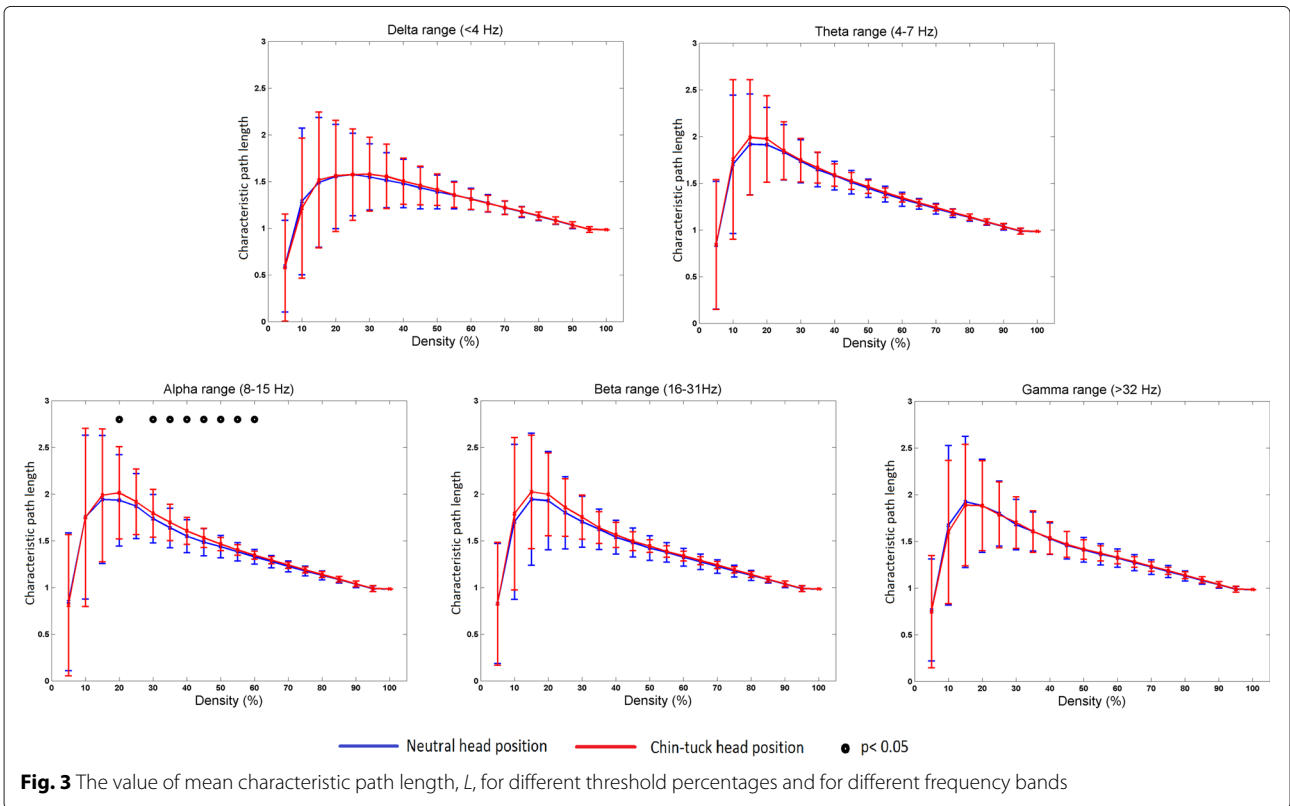 Delta range (<4 Hz)
Characteristic path length
3
2.5
2
1.5
1
0.5
0
0 10 20 30 40 50 60 70 80 90 100
Density (%)
Theta range (4-7 Hz)
Characteristic path length
3
2.5
2
1.5
1
0.5
0
0 10 20 30 40 50 60 70 80 90 100
Density (%)
Alpha range (8-15 Hz)
Characteristic path length
3
2.5
2
1.5
1
0.5
0
0 10 20 30 40 50 60 70 80 90 100
Density (%)
Beta range (16-31Hz)
Characteristic path length
3
2.5
2
1.5
1
0.5
0
0 10 20 30 40 50 60 70 80 90 100
Density (%)
Gamma range (>32 Hz)
Characteristic path length
3
2.5
2
1.5
1
0.5
0
0 10 20 30 40 50 60 70 80 90 100
Density (%)
Neutral head position Chin-tuck head position p< 0.05
Fig. 3 The value of mean characteristic path length, L, for different threshold percentages and for different frequency bands